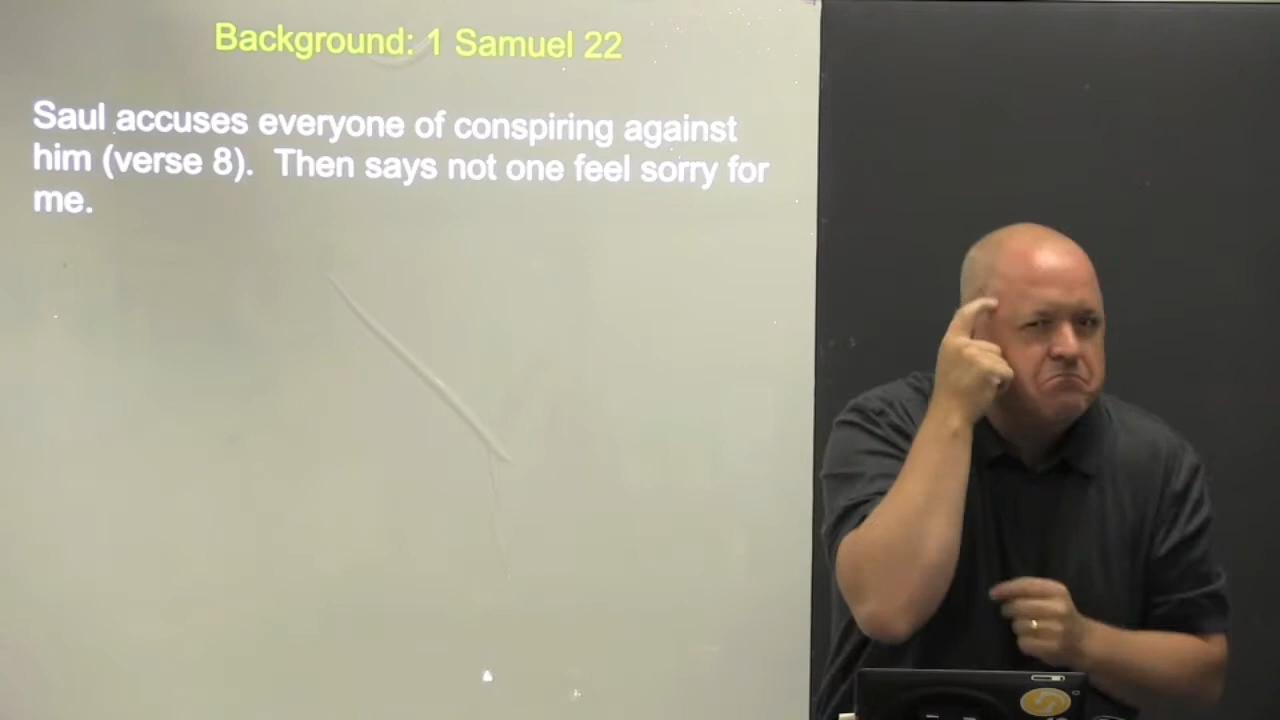 Background: 1 Samuel 22
Saul accuses everyone of conspiring against
him (verse 8). Then says not one feel sorry for
me.